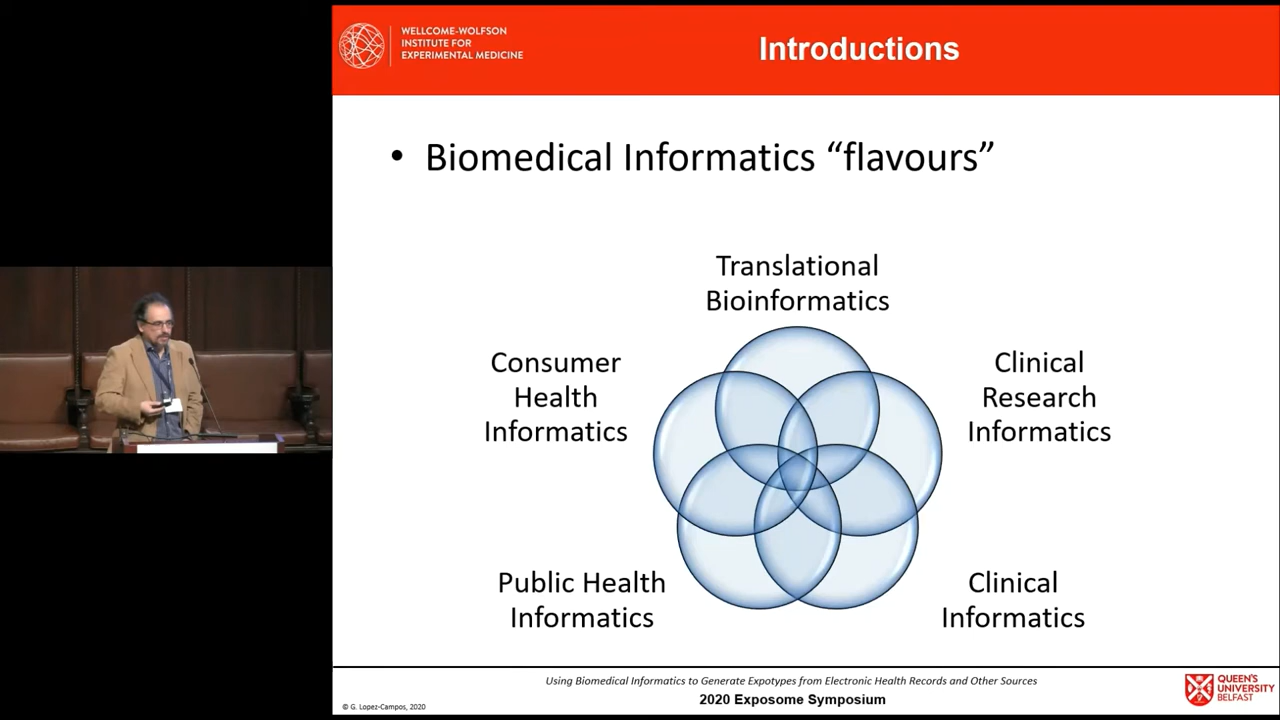 WELLCOME-WOLFSON
INSTITUTE FOR
EXPERIMENTAL MEDICINE
Introductions
• Biomedical Informatics “flavours”
Translational
Bioinformatics
Consumer
Health
Informatics
Clinical
Research
Informatics
Public Health
Informatics
Clinical
Informatics
Using Biomedical Informatics to Generate Expotypes from Electronic Health Records and Other Sources
2020 Exposome Symposium
© G. Lopez-Campos, 2020
QUEEN'S
UNIVERSITY
BELFAST